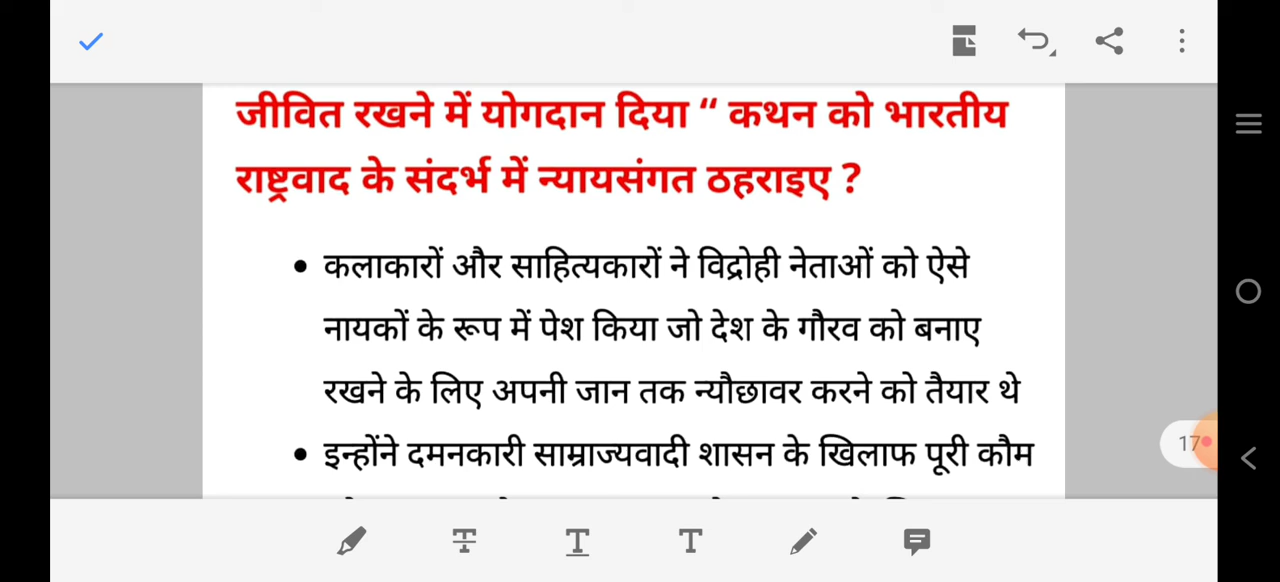 जीवित रखने में योगदान दिया “ कथन को भारतीय
राष्ट्रवाद के संदर्भ में न्यायसंगत ठहराइए ?
• कलाकारों और साहित्यकारों ने विद्रोही नेताओं को ऐसे
नायकों के रूप में पेश किया जो देश के गौरव को बनाए
रखने के लिए अपनी जान तक न्यौछावर करने को तैयार थे
• इन्होंने दमनकारी साम्राज्यवादी शासन के खिलाफ पूरी कौम
17